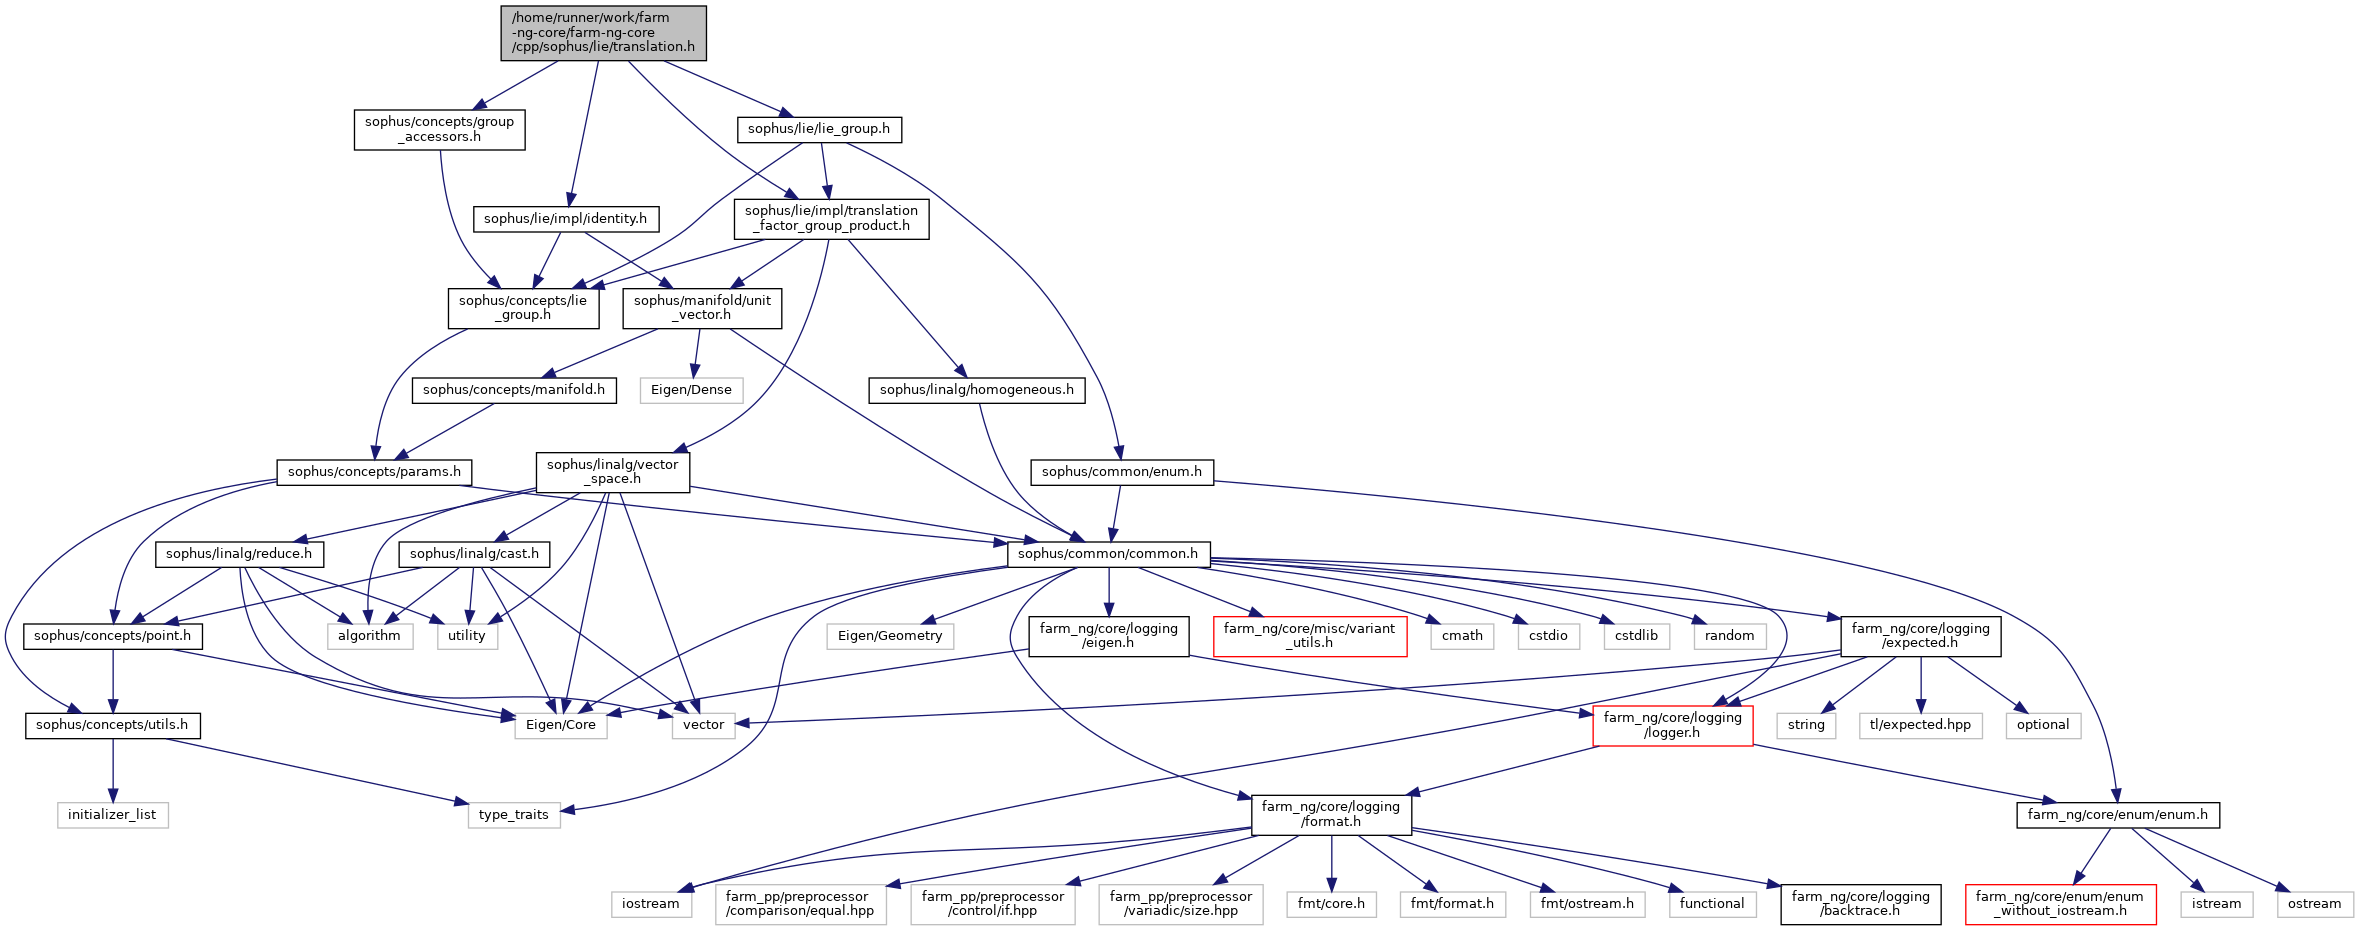 /home/runner/work/farm
-ng-core/farm-ng-core
/cpp/sophus/lie/translation.h
sophus/concepts/group
_accessors.h
sophus/lie/lie_group.h
sophus/lie/impl/identity.h
sophus/lie/impl/translation
_factor_group_product.h
sophus/concepts/lie
_group.h
sophus/manifold/unit
_vector.h
sophus/concepts/manifold.h
Eigen/Dense
sophus/linalg/homogeneous.h
sophus/concepts/params.h
sophus/linalg/vector
_space.h
sophus/common/enum.h
sophus/linalg/reduce.h
sophus/linalg/cast.h
sophus/common/common.h
sophus/concepts/point.h
algorithm
utility
Eigen/Geometry
farm_ng/core/logging
/eigen.h
farm_ng/core/misc/variant
_utils.h
cmath
cstdio
cstdlib
random
farm_ng/core/logging
/expected.h
sophus/concepts/utils.h
Eigen/Core
vector
farm_ng/core/logging
/logger.h
string
tl/expected.hpp
optional
initializer_list
type_traits
farm_ng/core/logging
/format.h
farm_ng/core/enum/enum.h
iostream
farm_pp/preprocessor
/comparison/equal.hpp
farm_pp/preprocessor
/control/if.hpp
farm_pp/preprocessor
/variadic/size.hpp
fmt/core.h
fmt/format.h
fmt/ostream.h
functional
farm_ng/core/logging
/backtrace.h
farm_ng/core/enum/enum
_without_iostream.h
istream
ostream